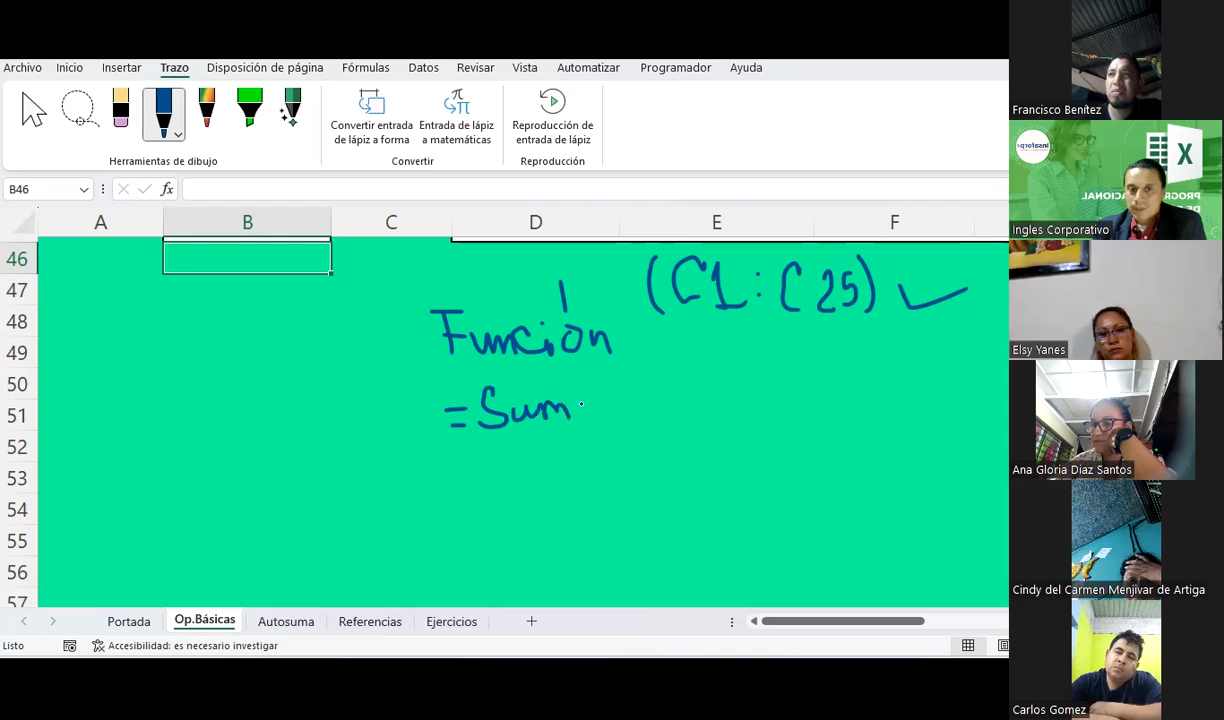 Archivo Inicio Insertar Trazo Disposición de página Fórmulas Datos Revisar Vista Automatizar Programador Ayuda
Convertir entrada de lápiz a forma
Entrada de lápiz a matemáticas
Reproducción de entrada de lápiz
Herramientas de dibujo Convertir Reproducción
B46 fx
A B C D E F
46
47
48
49
50
51
52
53
54
55
56
57
(C1:C25)
Función
=Sum
Portada Op.Básicas Autosuma Referencias Ejercicios
Listo Accesibilidad: es necesario investigar
Francisco Benítez
insaforp
X
Ingles Corporativo
Elsy Yanes
Ana Gloria Diaz Santos
Cindy del Carmen Menjivar de Artiga
Carlos Gomez